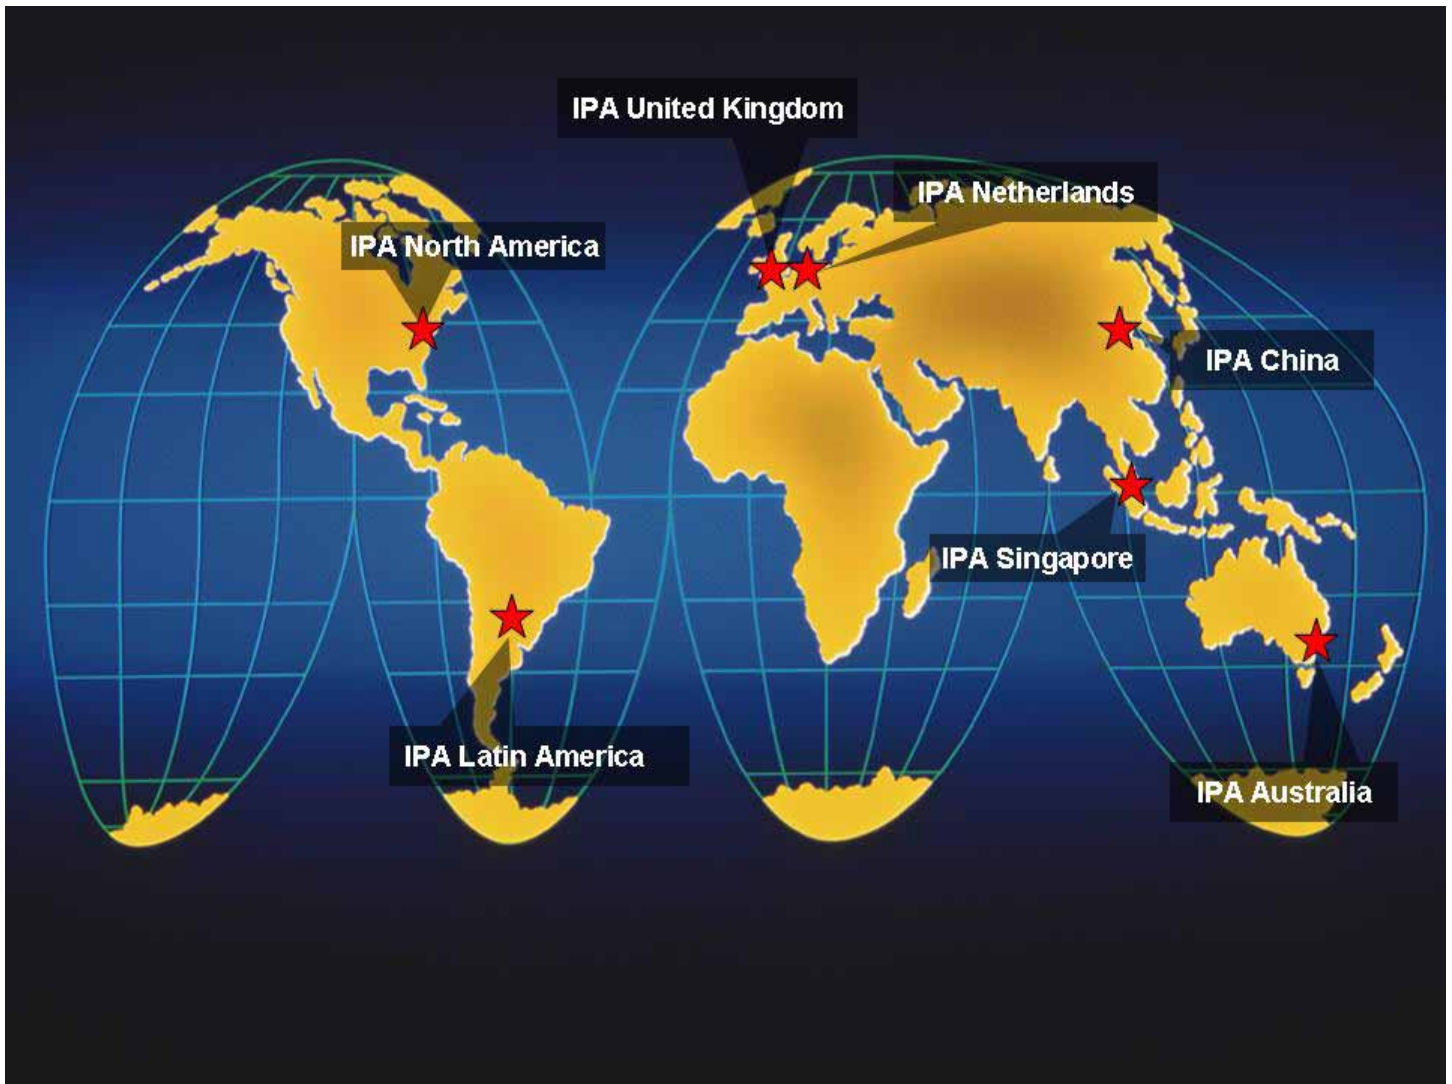 IPA United Kingdom
IPA Netherlands
IPA North America
IPA China
IPA Singapore
IPA Latin America
IPA Australia